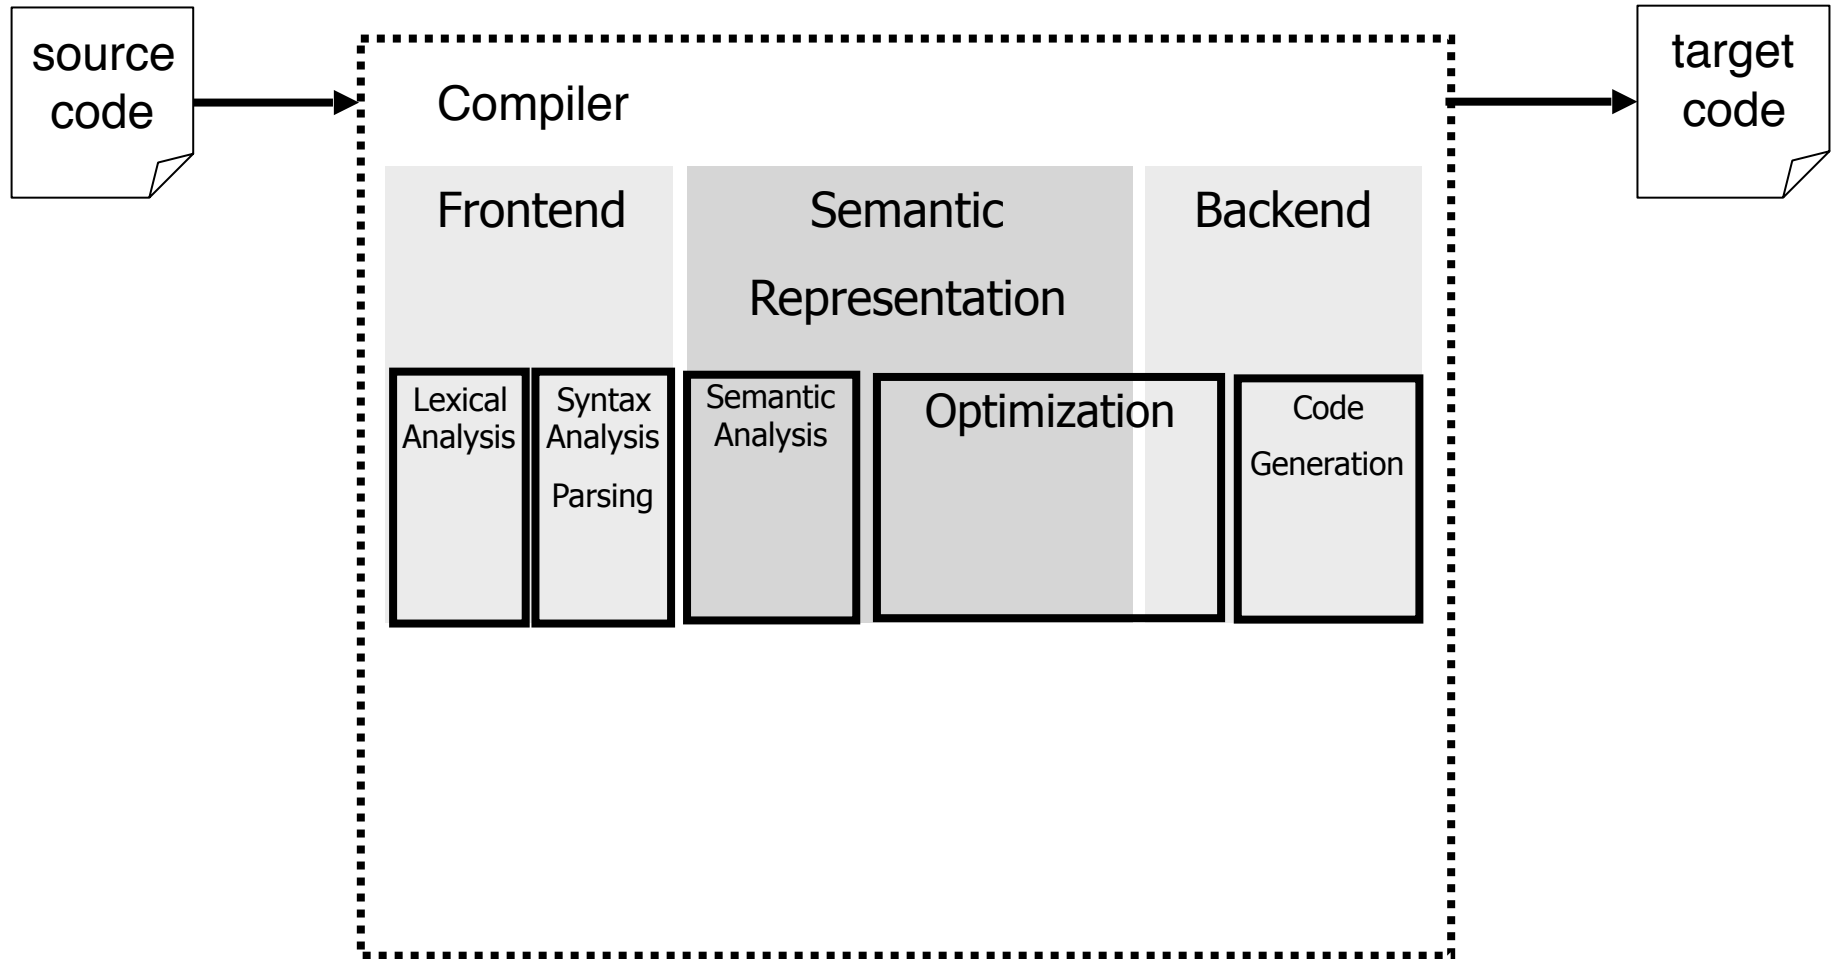 source
code
Compiler
target
code
Frontend
Semantic
Representation
Backend
Lexical
Analysis
Syntax
Analysis
Parsing
Semantic
Analysis
Optimization
Code
Generation